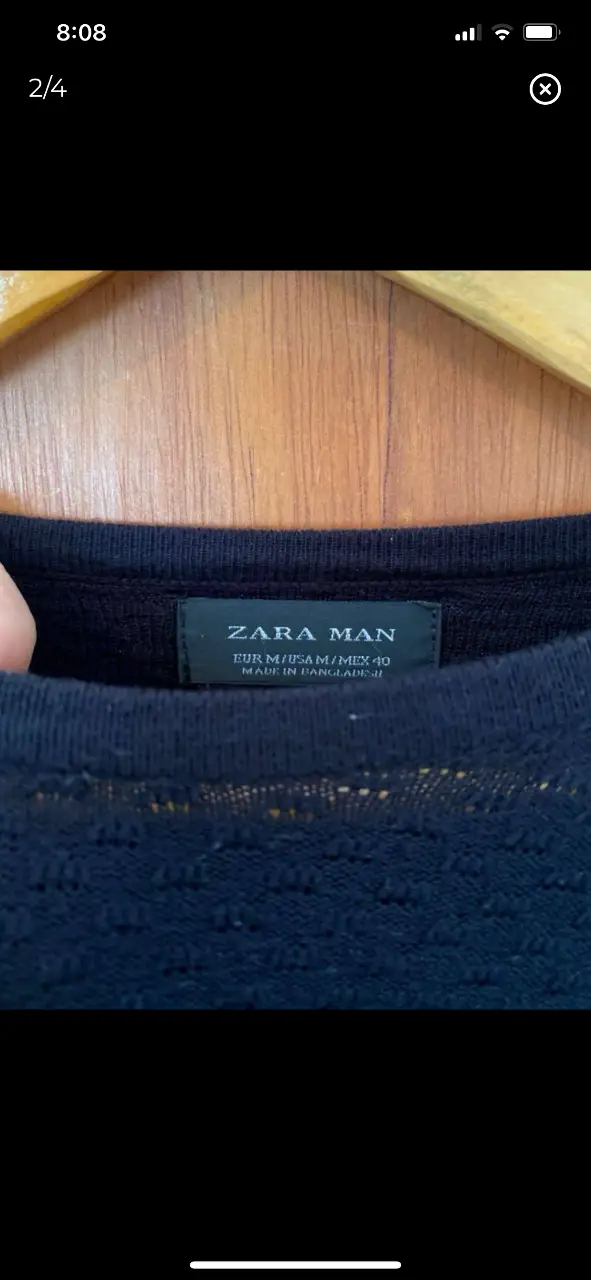 8:08
2/4
ZARA MAN
EUR M/USA M/MEX 40
MADE IN BANGLADESH